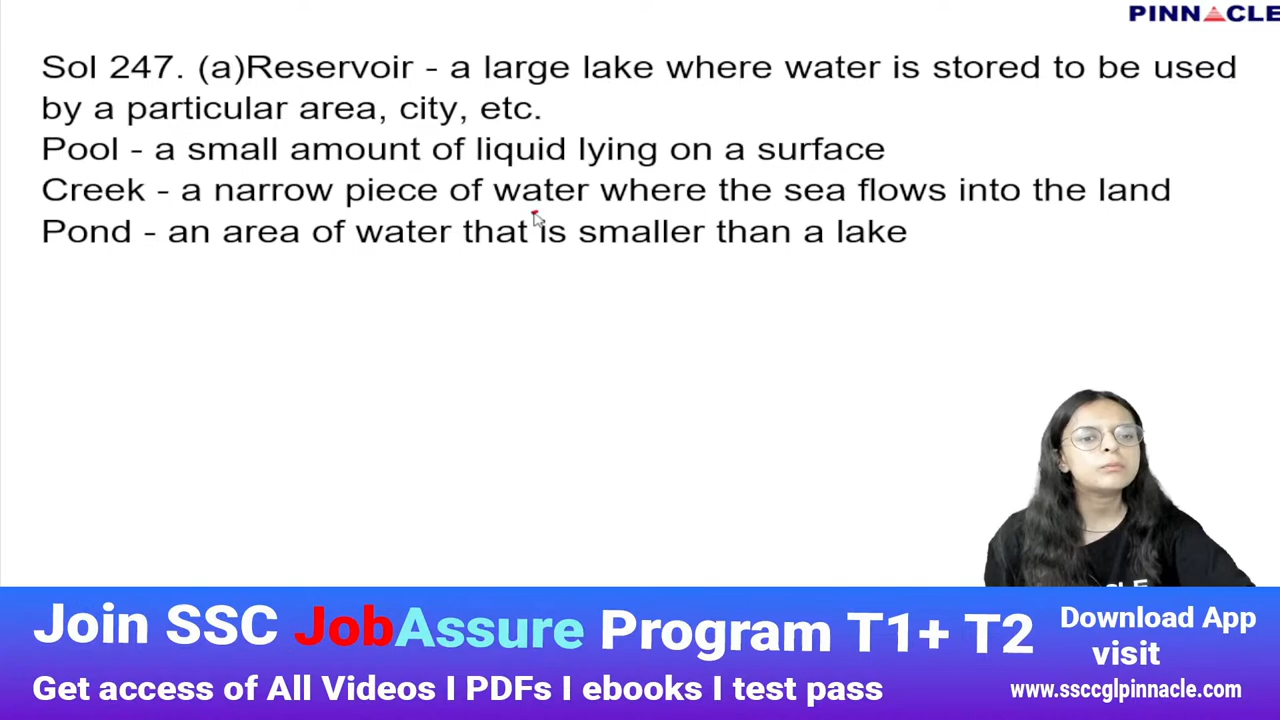 PINNACLE
Sol 247. (a)Reservoir - a large lake where water is stored to be used
by a particular area, city, etc.
Pool - a small amount of liquid lying on a surface
Creek - a narrow piece of water where the sea flows into the land
Pond - an area of water that is smaller than a lake
Join SSC JobAssure Program T1+ T2
Get access of All Videos I PDFs I ebooks I test pass
Download App
visit
www.ssccglpinnacle.com